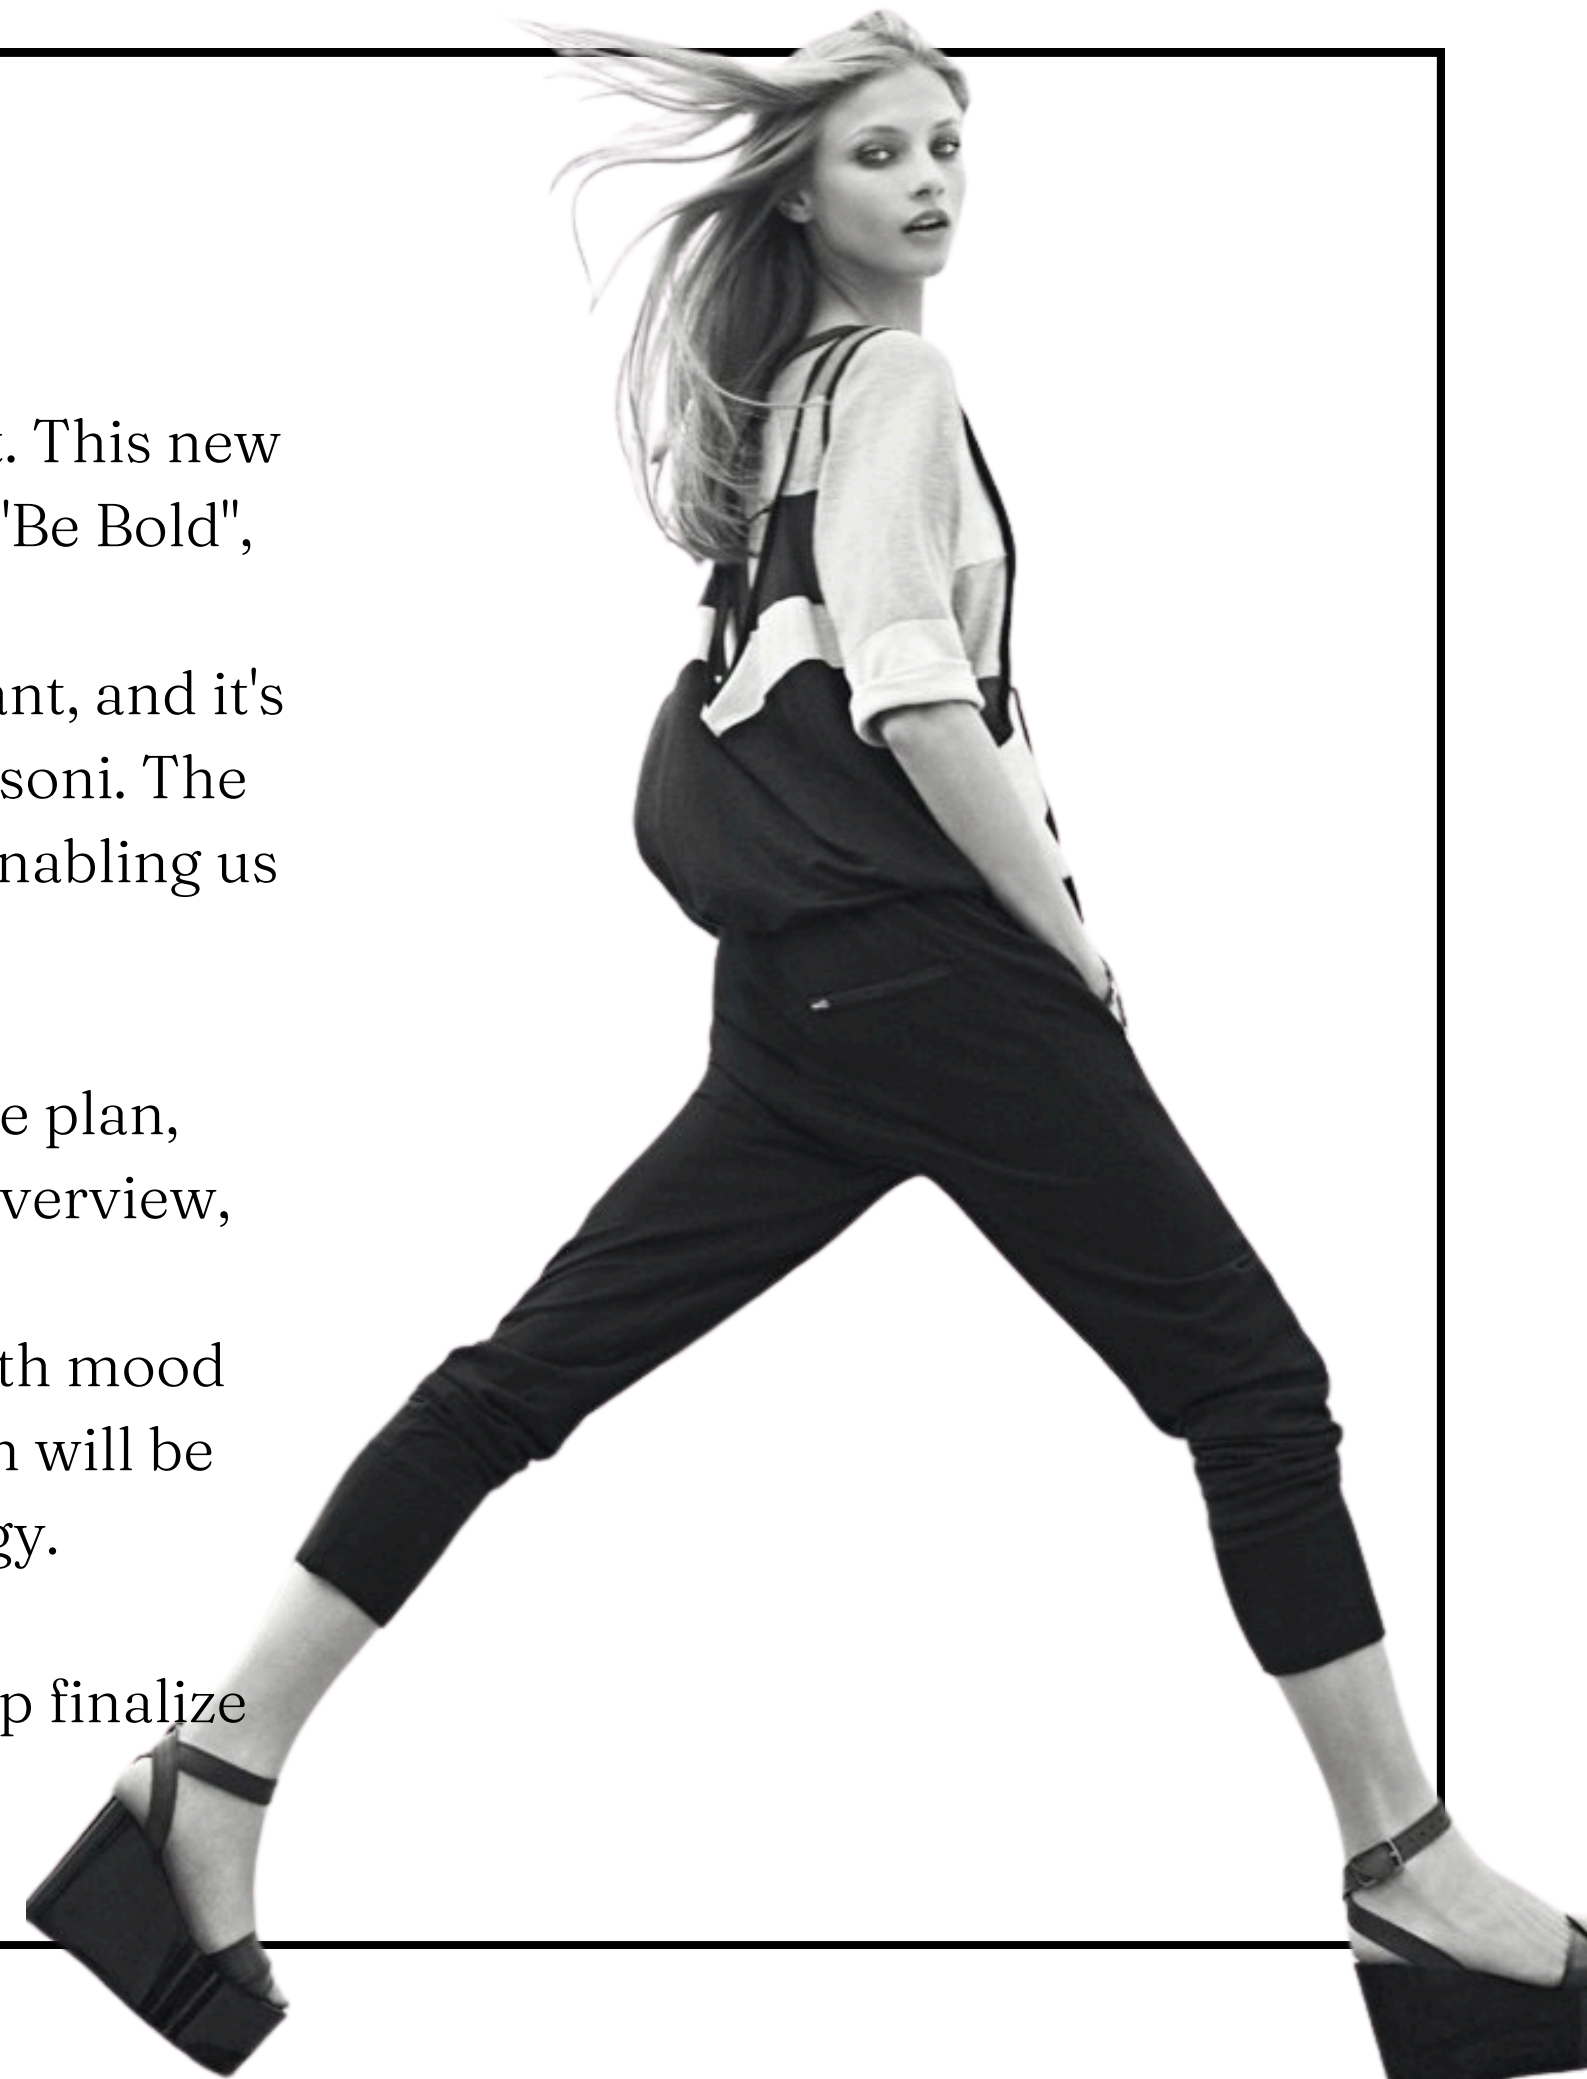 . This new
"Be Bold",
ant, and it's
soni. The
nabling us
e plan,
verview,
th mood
will be
gy.
p finalize